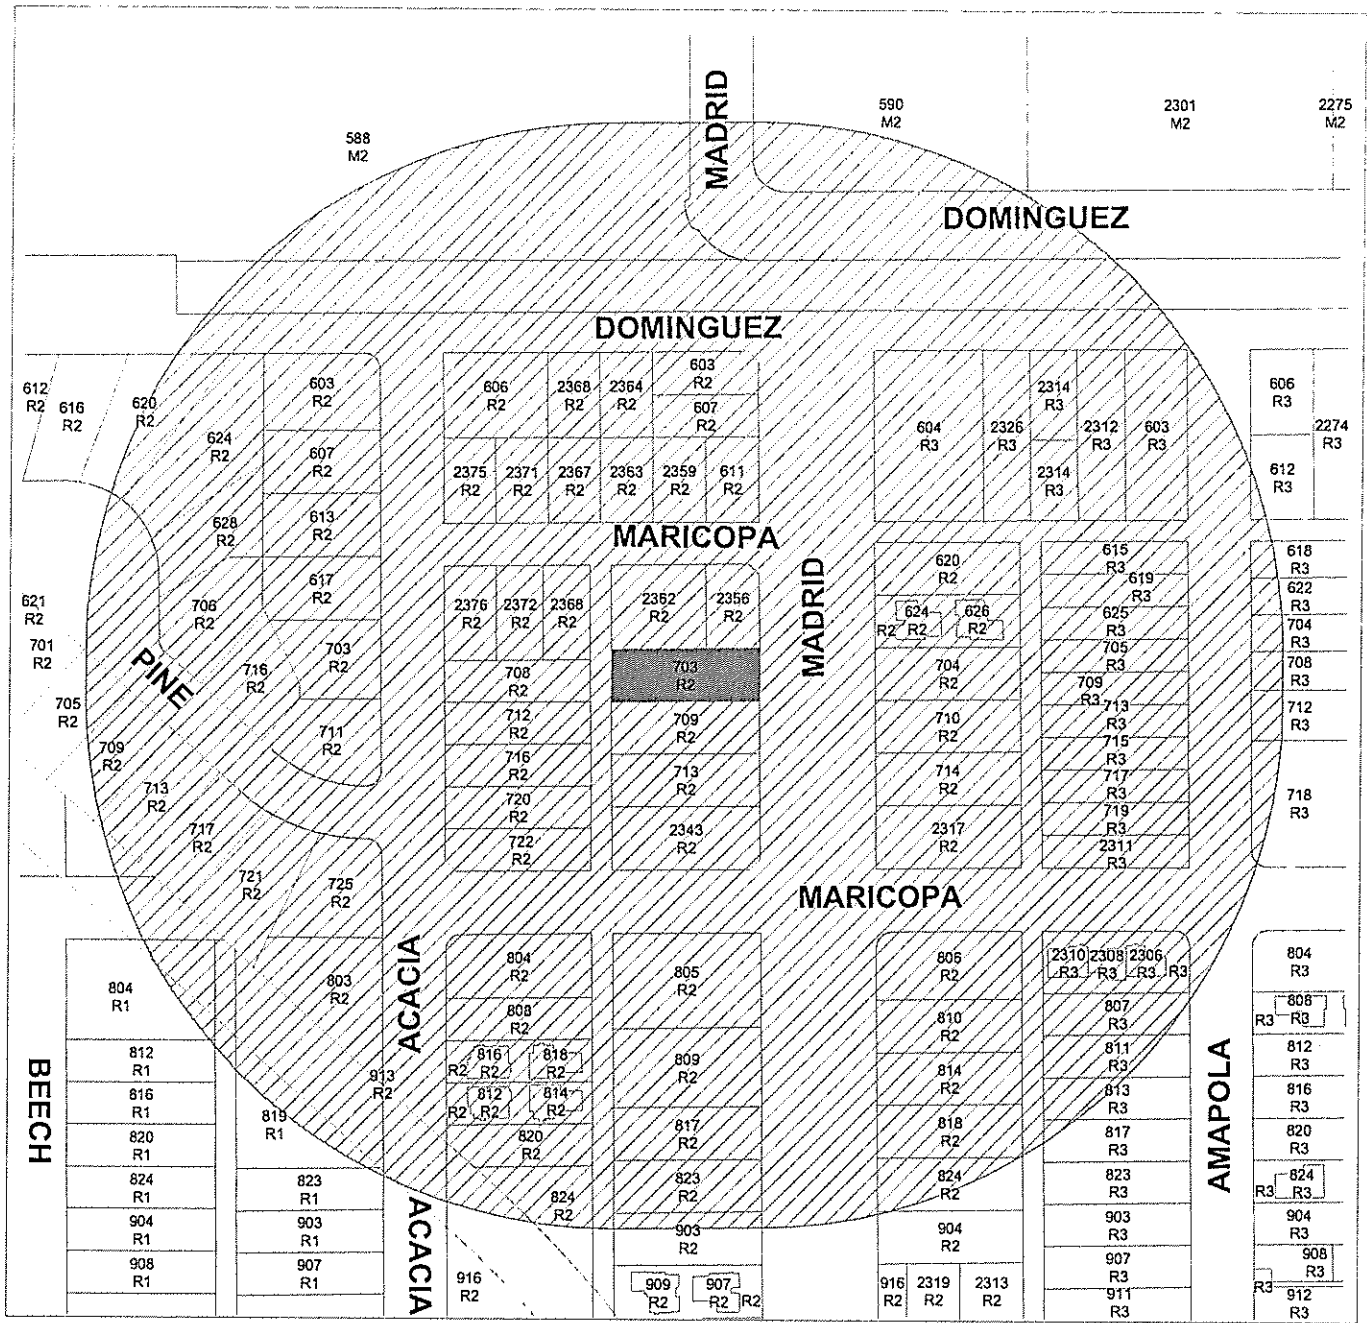 MADRID
588
M2
590
M2
2301
M2
2275
M2
DOMINGUEZ
DOMINGUEZ
612
R2
616
R2
620
R2
624
R2
603
R2
606
R2
2368
R2
2364
R2
603
R2
607
R2
604
R3
2326
R3
2314
R3
2312
R3
603
R3
606
R3
2274
R3
607
R2
2375
R2
2371
R2
2367
R2
2363
R2
2359
R2
611
R2
2314
R3
612
R3
628
R2
613
R2
MARICOPA
617
R2
620
R2
615
R3
619
R3
618
R3
622
R3
621
R2
701
R2
705
R2
706
R2
2376
R2
2372
R2
2368
R2
2352
R2
2356
R2
MADRID
R2
624
R2
626
R2
625
R3
704
R3
PINE
716
R2
703
R2
708
R2
703
R2
704
R2
705
R3
709
R3
708
R3
711
R2
712
R2
709
R2
710
R2
713
R3
712
R3
709
R2
716
R2
713
R2
714
R2
715
R3
717
R3
718
R3
713
R2
720
R2
717
R2
722
R2
2343
R2
2317
R2
719
R3
2311
R3
721
R2
725
R2
MARICOPA
804
R1
803
R2
ACACIA
804
R2
805
R2
806
R2
2310
R3
2308
R3
2306
R3
R3
804
R3
808
R2
810
R2
807
R3
R3
808
R3
812
R1
913
R2
R2
816
R2
818
R2
809
R2
814
R2
811
R3
812
R3
BEECH
816
R1
819
R1
R2
812
R2
814
R2
813
R3
AMAPOLA
816
R3
820
R1
820
R2
817
R2
818
R2
817
R3
820
R3
824
R1
823
R1
824
R2
823
R2
824
R2
823
R3
R3
824
R3
904
R1
903
R1
ACACIA
903
R2
904
R2
903
R3
904
R3
908
R1
907
R1
916
R2
909
R2
907
R2
R2
916
R2
2319
R2
2313
R2
907
R3
908
R3
R3
911
R3
912
R3